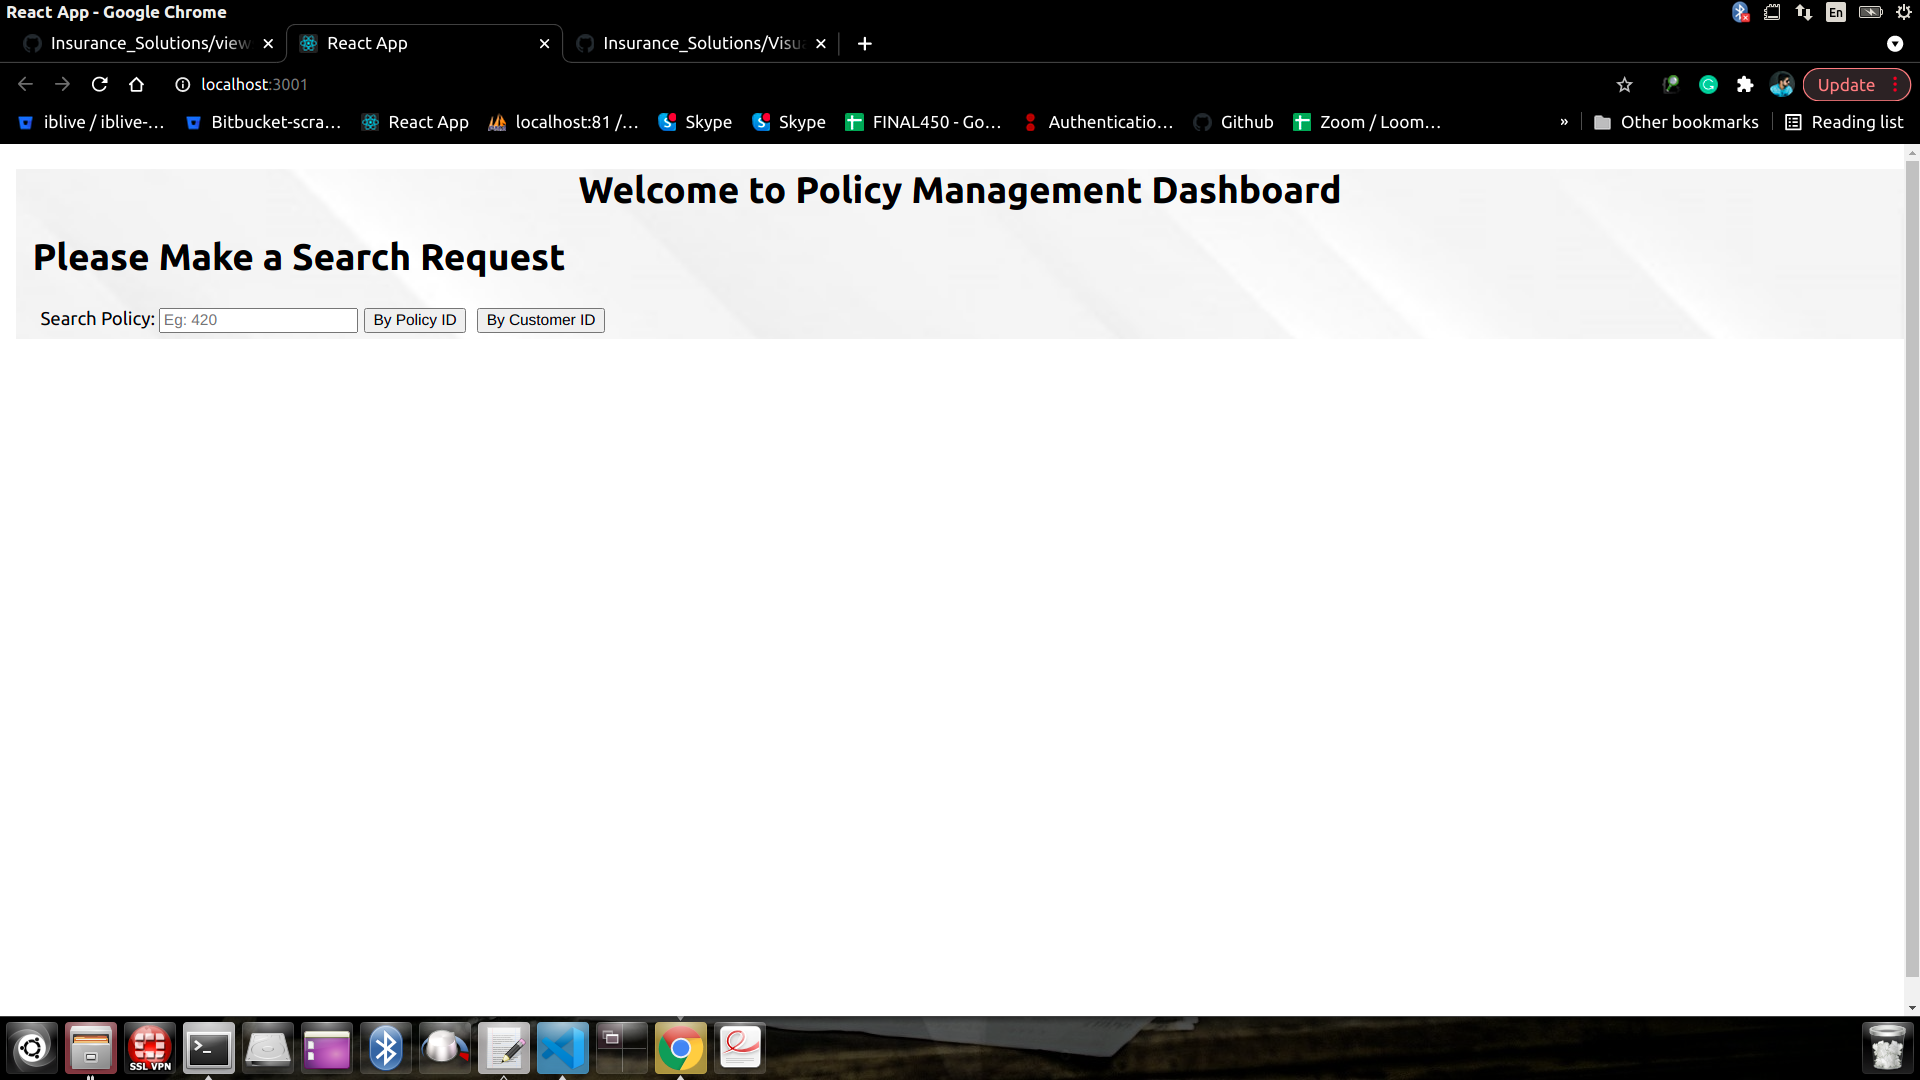 React App - Google Chrome
En
Insurance_Solutions/view
React App
Insurance_Solutions/Visu
localhost:3001
Update
iblive / iblive-...
Bitbucket-scra...
React App
localhost:81 /...
Skype
Skype
FINAL450 - Go...
Authenticatio...
Github
Zoom / Loom...
»
Other bookmarks
Reading list
Welcome to Policy Management Dashboard
Please Make a Search Request
Search Policy: Eg: 420 By Policy ID By Customer ID
SSL VPN